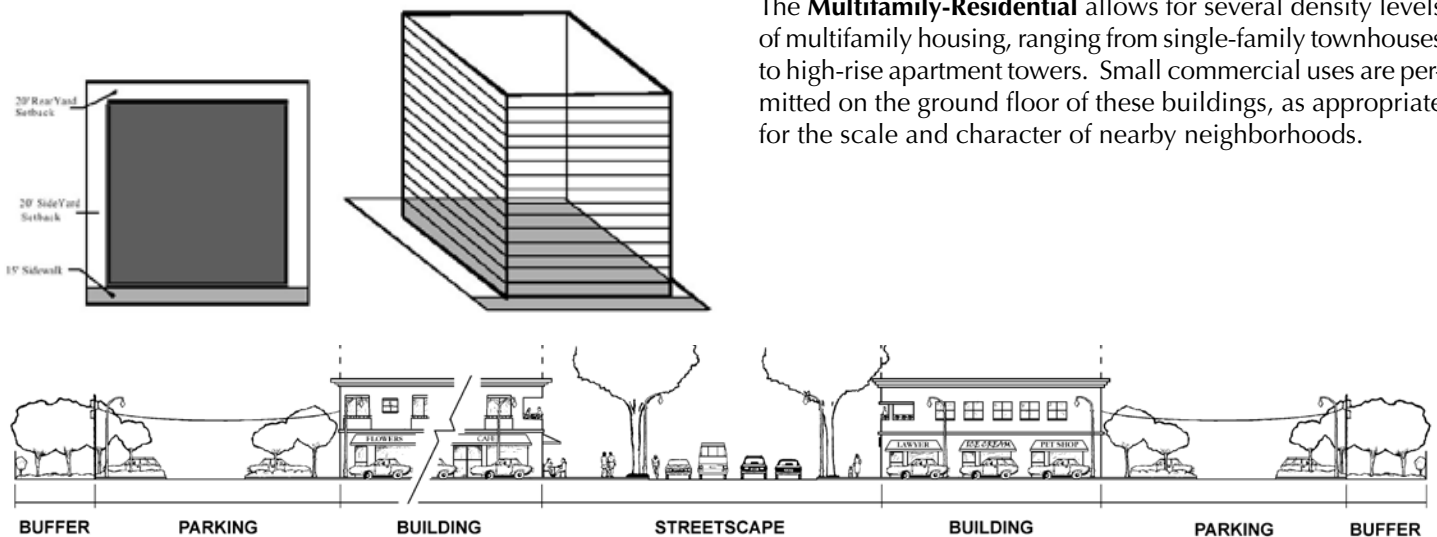 The Multifamily-Residential allows for several density levels
of multifamily housing, ranging from single-family townhouses
to high-rise apartment towers. Small commercial uses are per-
mitted on the ground floor of these buildings, as appropriate
for the scale and character of nearby neighborhoods.
20' Rear Yard
Setback
20' Side Yard
Setback
15' Sidewalk
FLOWERS
CAFE
LAWYER
ICE CREAM
PIT SHOP
BUFFER
PARKING
BUILDING
STREETSCAPE
BUILDING
PARKING
BUFFER